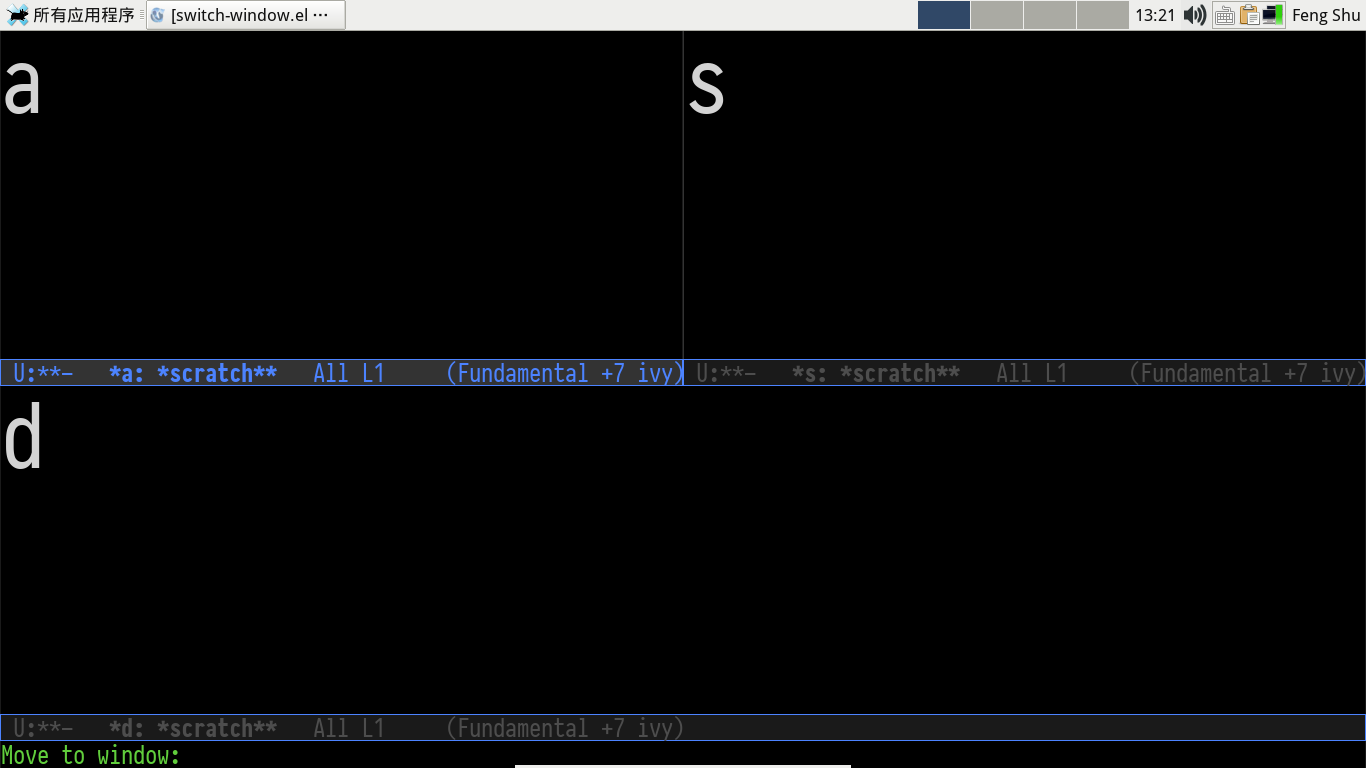 所有应用程序 [switch-window.el ··· 13:21 Feng Shu
a s
U:**- *a: *scratch** All L1 (Fundamental +7 ivy) U:**- *s: *scratch** All L1 (Fundamental +7 ivy)
d
U:**- *d: *scratch** All L1 (Fundamental +7 ivy)
Move to window: